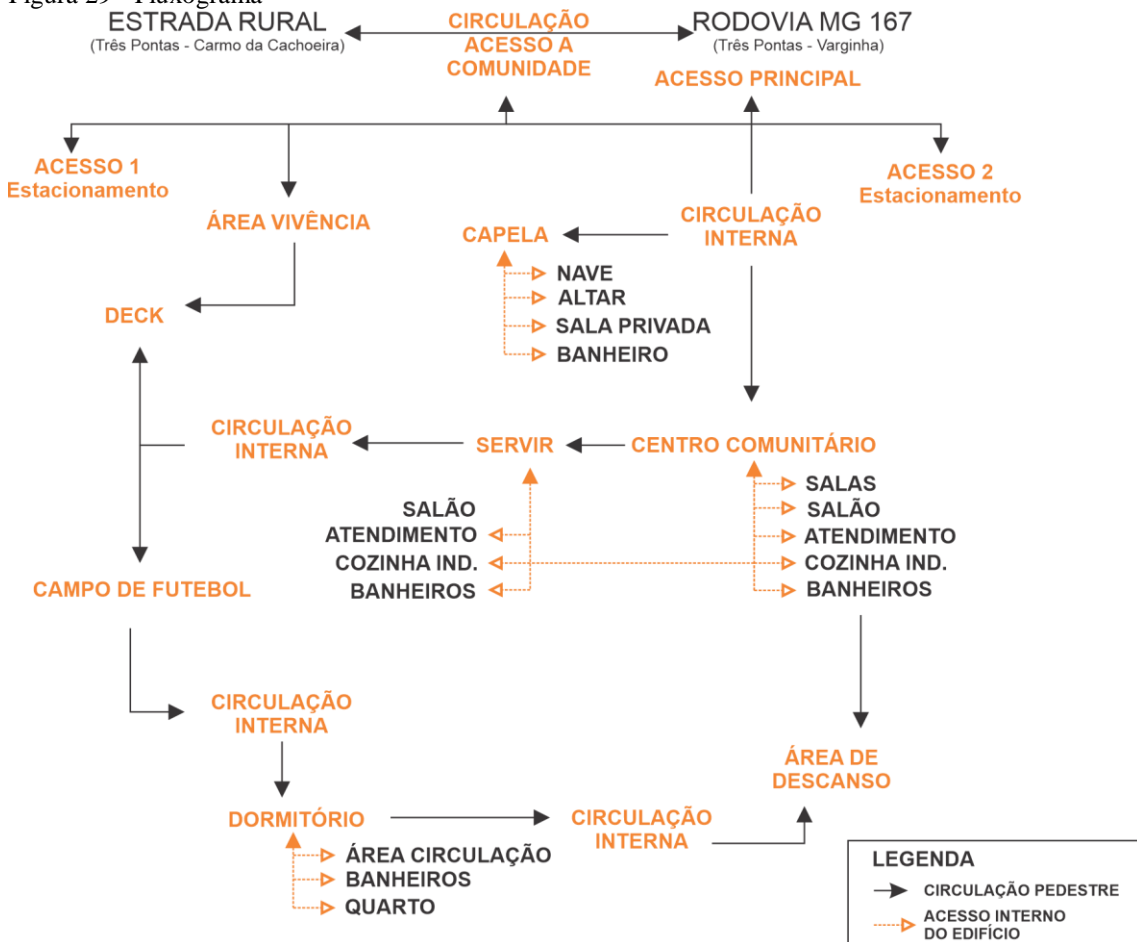 Figura 29 - Fluxograma
ESTRADA RURAL
(Três Pontas - Carmo da Cachoeira)
CIRCULAÇÃO
ACESSO A
COMUNIDADE
RODOVIA MG 167
(Três Pontas - Varginha)
ACESSO PRINCIPAL
ACESSO 1
Estacionamento
ACESSO 2
Estacionamento
ÁREA VIVÊNCIA
CAPELA
CIRCULAÇÃO
INTERNA
NAVE
ALTAR
SALA PRIVADA
BANHEIRO
DECK
CIRCULAÇÃO
INTERNA
SERVIR
CENTRO COMUNITÁRIO
SALÃO
ATENDIMENTO
COZINHA IND.
BANHEIROS
SALAS
SALÃO
ATENDIMENTO
COZINHA IND.
BANHEIROS
CAMPO DE FUTEBOL
CIRCULAÇÃO
INTERNA
ÁREA DE
DESCANSO
DORMITÓRIO
CIRCULAÇÃO
INTERNA
ÁREA CIRCULAÇÃO
BANHEIROS
QUARTO
LEGENDA
CIRCULAÇÃO PEDESTRE
ACESSO INTERNO
DO EDIFÍCIO